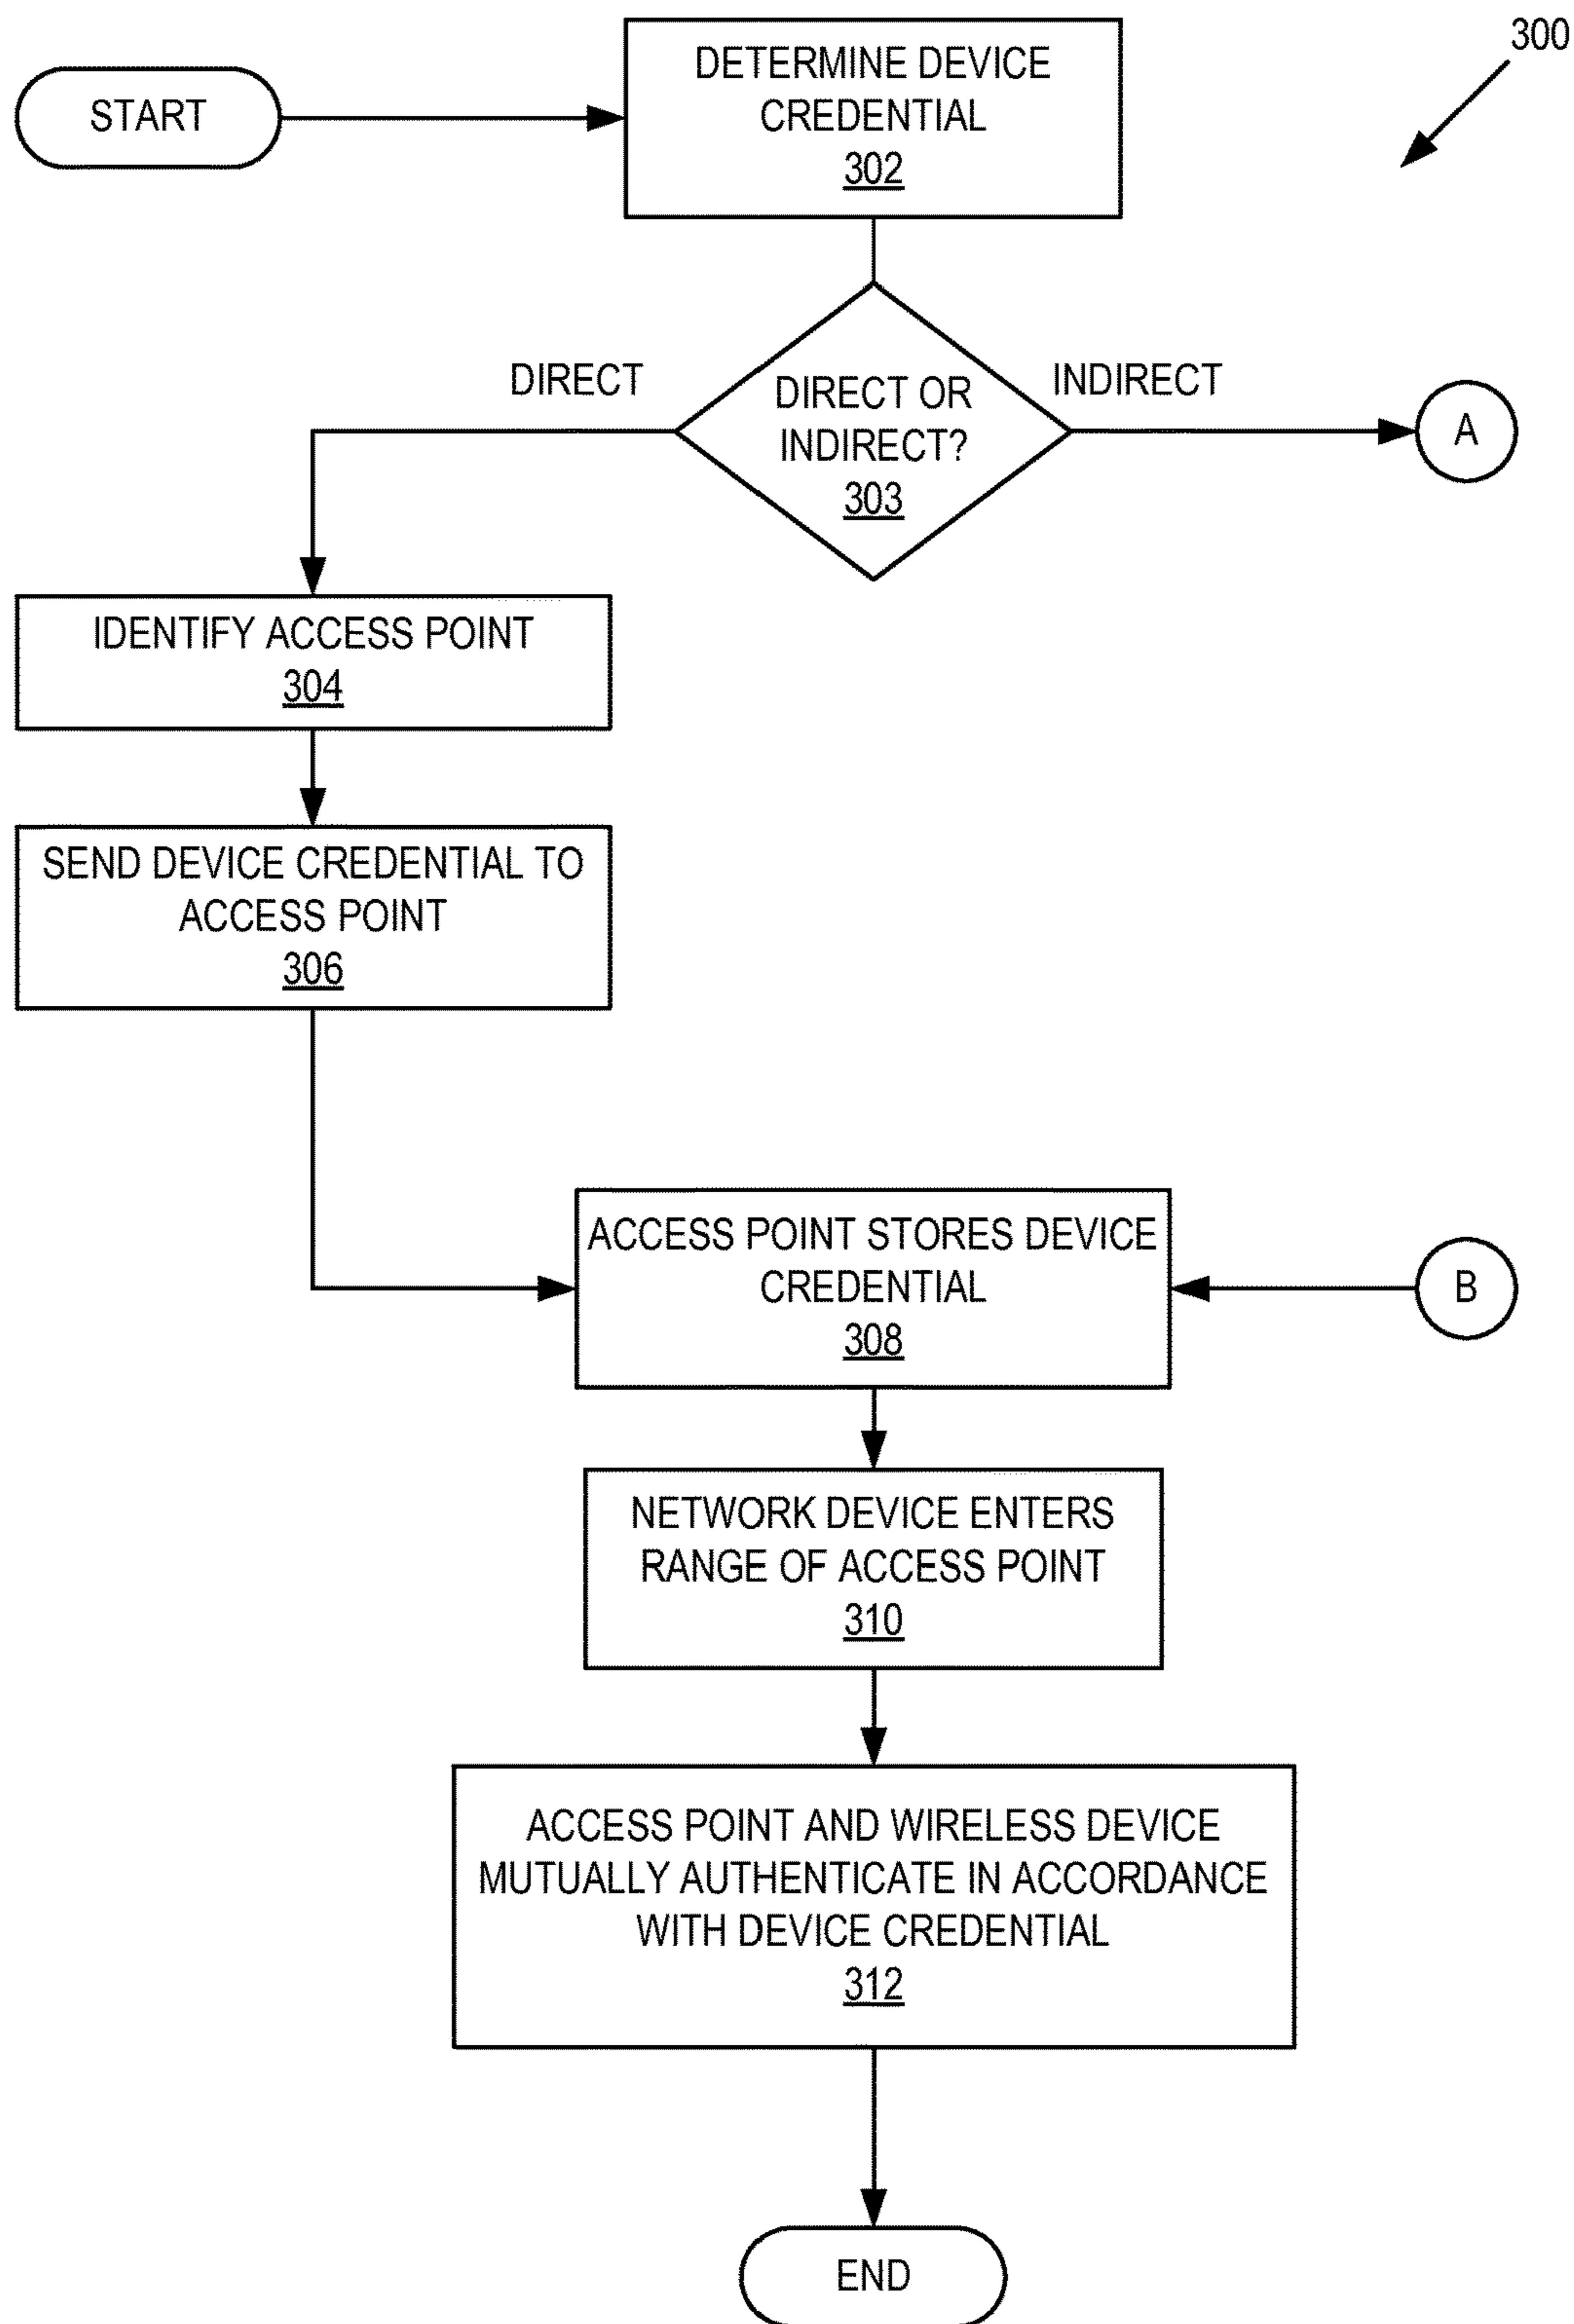 300
START
DETERMINE DEVICE
CREDENTIAL
302
DIRECT
DIRECT OR
INDIRECT?
303
INDIRECT
A
IDENTIFY ACCESS POINT
304
SEND DEVICE CREDENTIAL TO
ACCESS POINT
306
ACCESS POINT STORES DEVICE
CREDENTIAL
308
B
NETWORK DEVICE ENTERS
RANGE OF ACCESS POINT
310
ACCESS POINT AND WIRELESS DEVICE
MUTUALLY AUTHENTICATE IN ACCORDANCE
WITH DEVICE CREDENTIAL
312
END